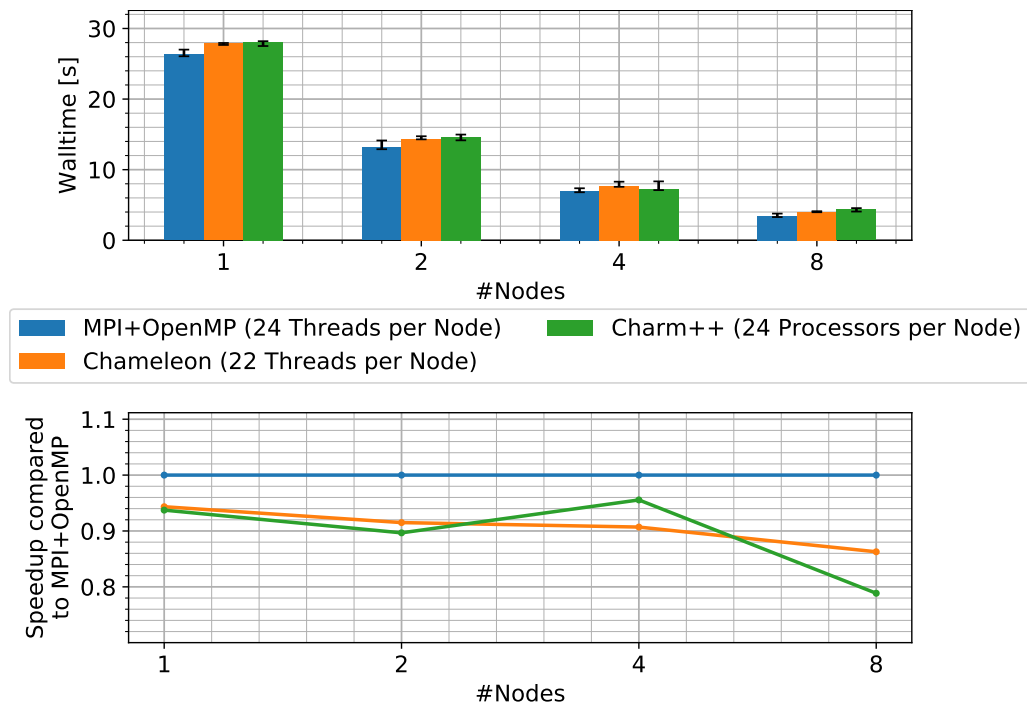 30
20
10
0
Walltime [s]
1 2 4 8
#Nodes
MPI+OpenMP (24 Threads per Node)
Charm++ (24 Processors per Node)
Chameleon (22 Threads per Node)
1.1
1.0
0.9
0.8
Speedup compared
to MPI+OpenMP
1 2 4 8
#Nodes